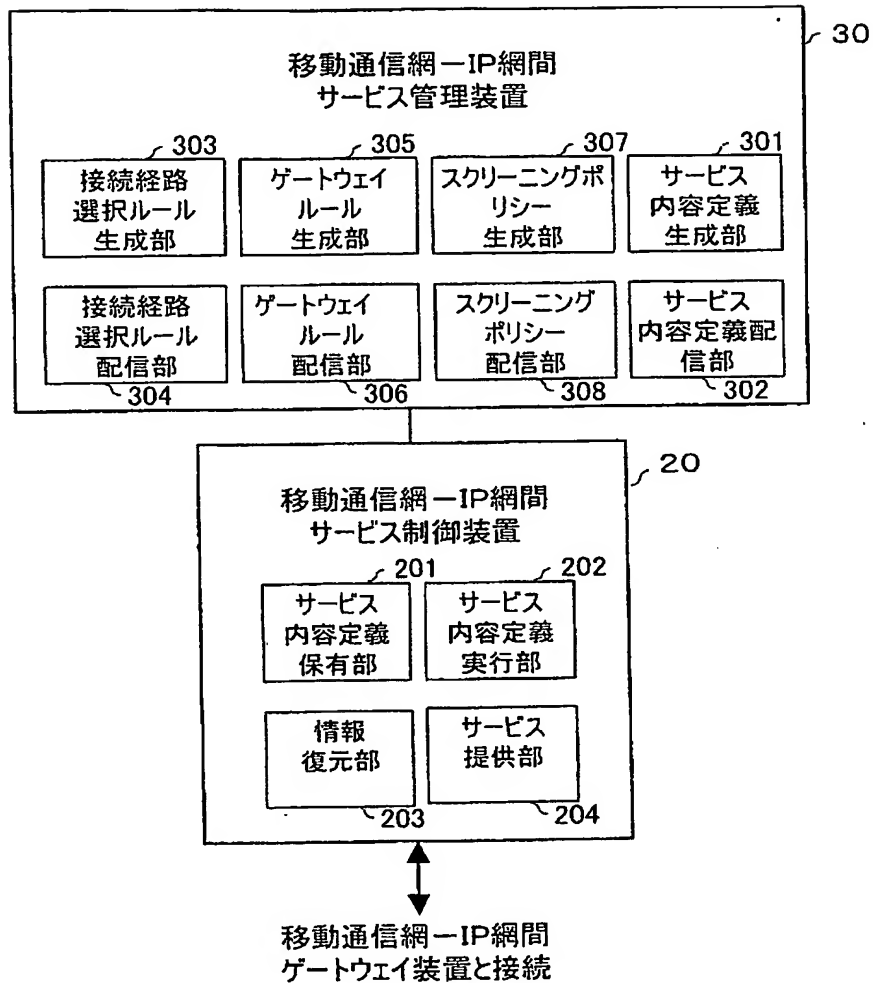 30
移動通信網－IP網間
サービス管理装置
303
接続経路
選択ルール
生成部
305
ゲートウェイ
ルール
生成部
307
スクリーニングポ
リシー
生成部
301
サービス
内容定義
生成部
接続経路
選択ルール
配信部
304
ゲートウェイ
ルール
配信部
306
スクリーニング
ポリシー
配信部
308
サービス
内容定義配
信部
302
20
移動通信網－IP網間
サービス制御装置
201
サービス
内容定義
保有部
202
サービス
内容定義
実行部
情報
復元部
203
サービス
提供部
204
移動通信網－IP網間
ゲートウェイ装置と接続